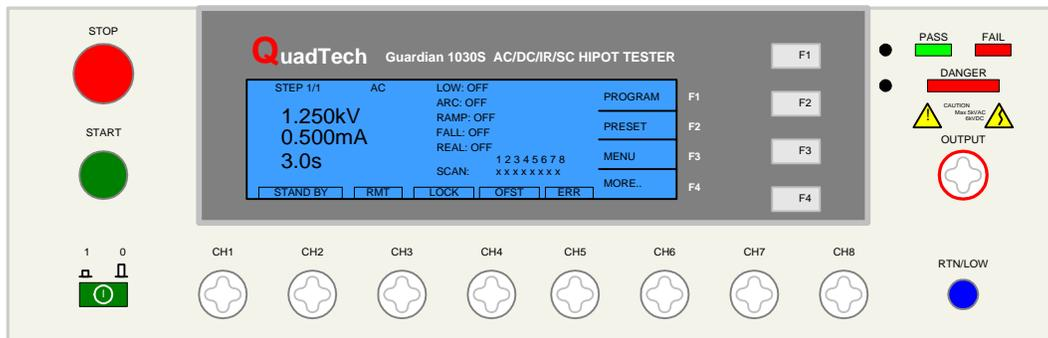 STOP
START
1 0
QuadTech Guardian 1030S AC/DC/IR/SC HIPOT TESTER
STEP 1/1 AC
1.250kV
0.500mA
3.0s
LOW: OFF
ARC: OFF
RAMP: OFF
FALL: OFF
REAL: OFF
1 2 3 4 5 6 7 8
SCAN: x x x x x x x x
STAND BY RMT LOCK OFST ERR
PROGRAM F1
PRESET F2
MENU F3
MORE.. F4
F1
F2
F3
F4
PASS FAIL
DANGER
CAUTION
Max 5kVAC
6kVDC
OUTPUT
CH1 CH2 CH3 CH4 CH5 CH6 CH7 CH8
RTN/LOW